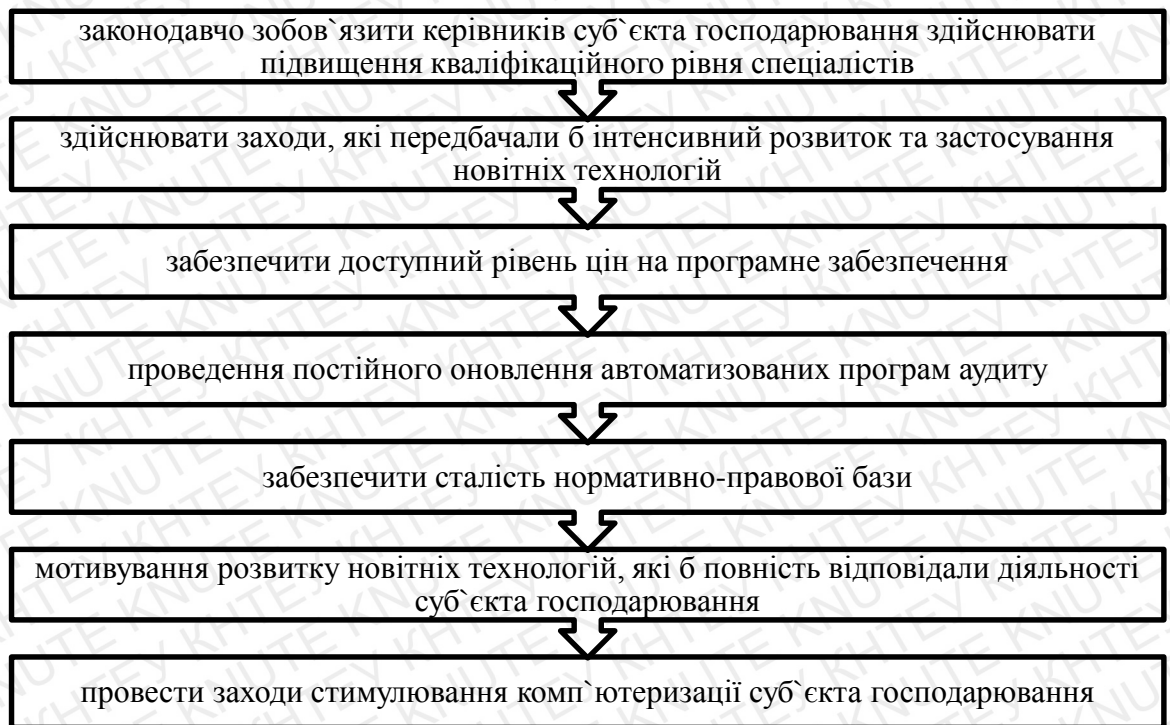 законодавчо зобов`язити керівників суб`єкта господарювання здійснювати
підвищення кваліфікаційного рівня спеціалістів
здійснювати заходи, які передбачали б інтенсивний розвиток та застосування
новітніх технологій
забезпечити доступний рівень цін на програмне забезпечення
проведення постійного оновлення автоматизованих програм аудиту
забезпечити сталість нормативно-правової бази
мотивування розвитку новітніх технологій, які б повність відповідали діяльності
суб`єкта господарювання
провести заходи стимулювання комп`ютеризації суб`єкта господарювання